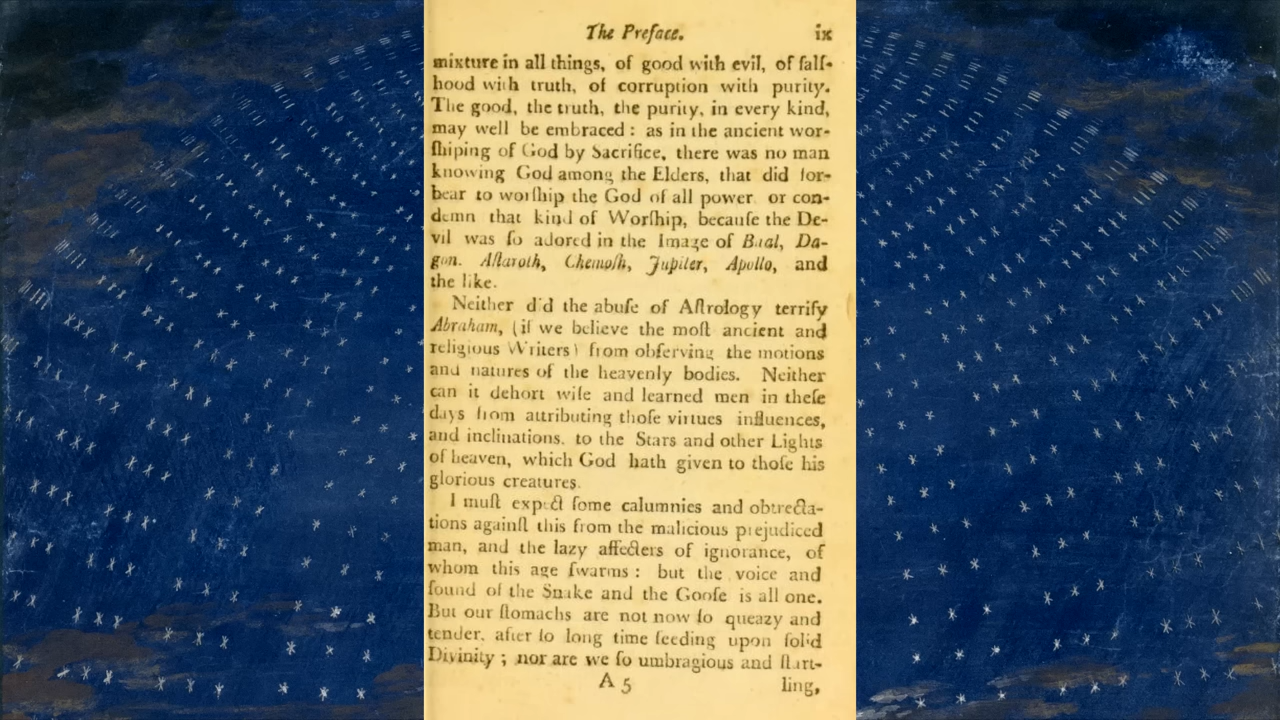 The Preface. ix
mixture in all things, of good with evil, of falſ-
hood with truth, of corruption with purity.
The good, the truth, the purity, in every kind,
may well be embraced : as in the ancient wor-
ſhiping of God by Sacrifice, there was no man
knowing God among the Elders, that did for-
bear to worſhip the God of all power or con-
demn that kind of Worſhip, becauſe the De-
vil was ſo adored in the Image of Baal, Da-
gon. Aſtaroth, Chemoſh, Jupiter, Apollo, and
the like.
Neither did the abuſe of Aſtrology terrify
Abraham, (if we believe the moſt ancient and
religious Writers) from obſerving the motions
and natures of the heavenly bodies. Neither
can it dehort wiſe and learned men in theſe
days from attributing thoſe virtues influences,
and inclinations. to the Stars and other Lights
of heaven, which God hath given to thoſe his
glorious creatures.
I muſt expect ſome calumnies and obtrecta-
tions againſt this from the malicious prejudiced
man, and the lazy affecters of ignorance, of
whom this age ſwarms : but the voice and
ſound of the Snake and the Gooſe is all one.
But our ſtomachs are not now ſo queazy and
tender. after ſo long time feeding upon ſolid
Divinity ; nor are we ſo umbragious and ſtart-
A 5 ling,